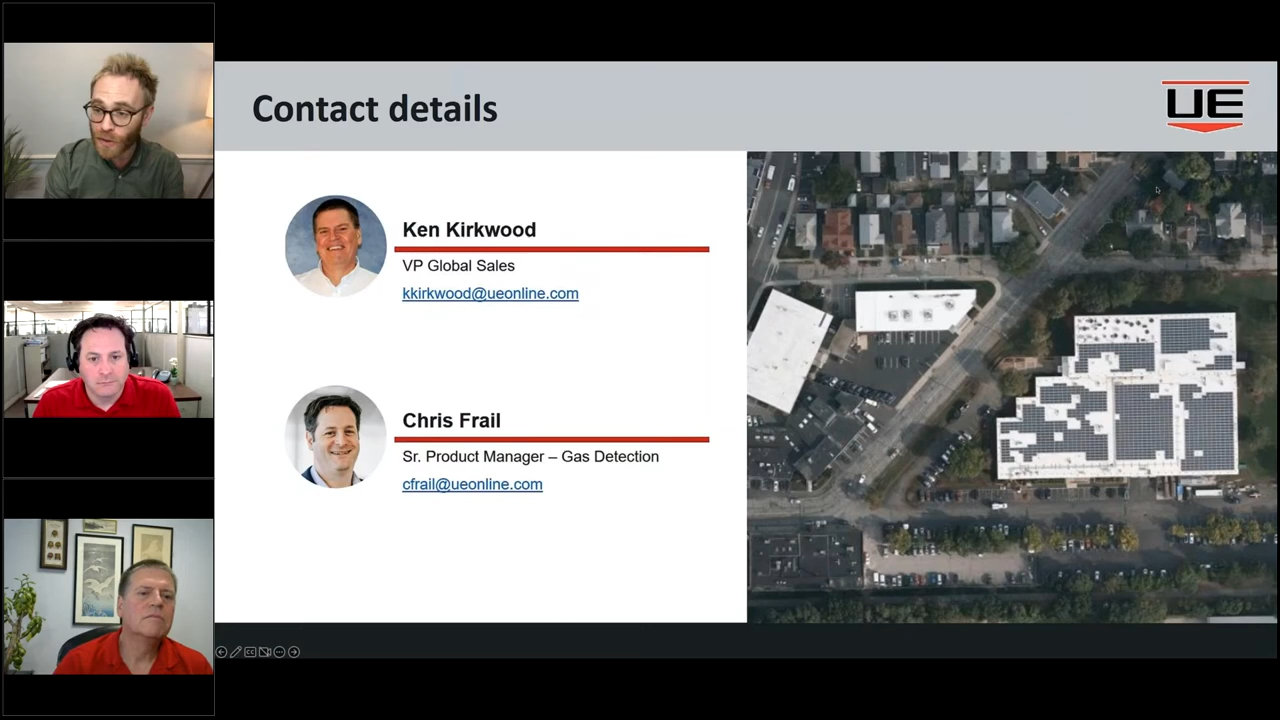 Contact details
UE
Ken Kirkwood
VP Global Sales
kkirkwood@ueonline.com
Chris Frail
Sr. Product Manager – Gas Detection
cfrail@ueonline.com